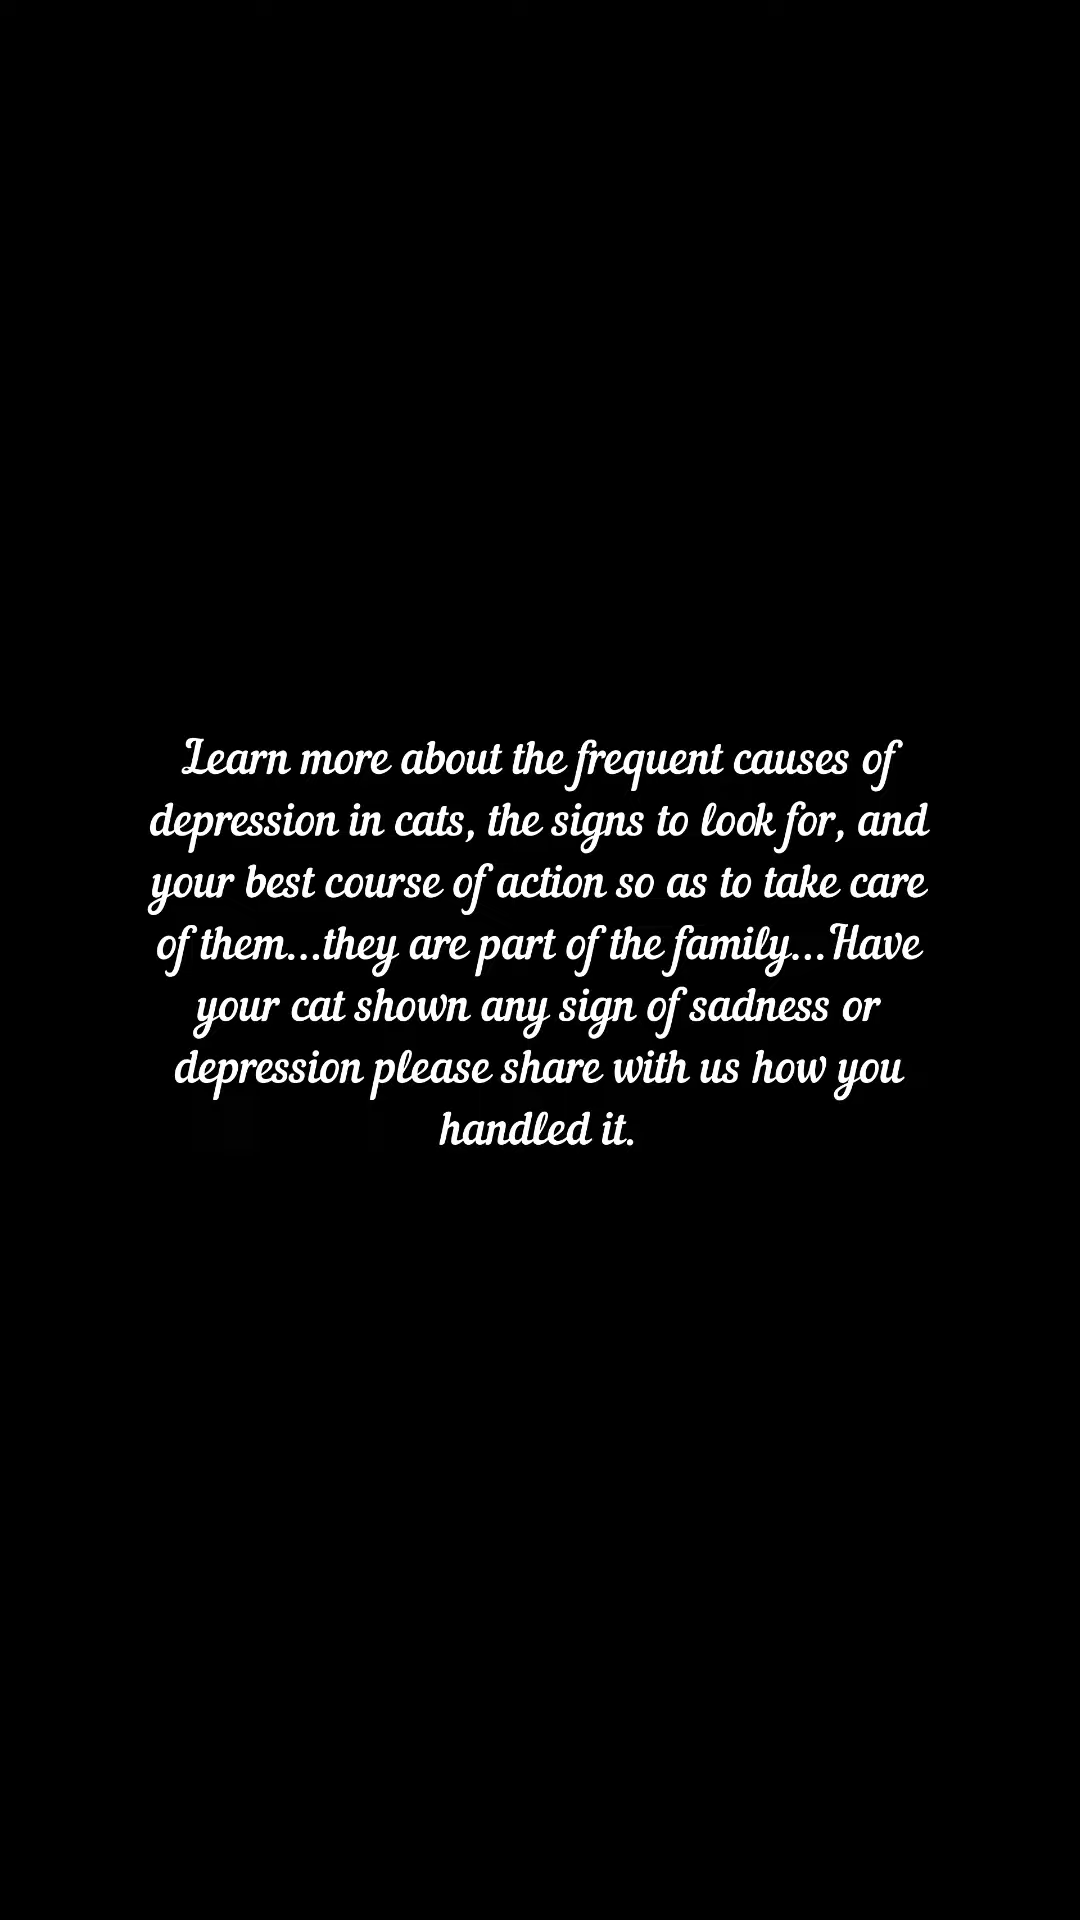 Learn more about the frequent causes of
depression in cats, the signs to look for, and
your best course of action so as to take care
of them...they are part of the family...Have
your cat shown any sign of sadness or
depression please share with us how you
handled it.